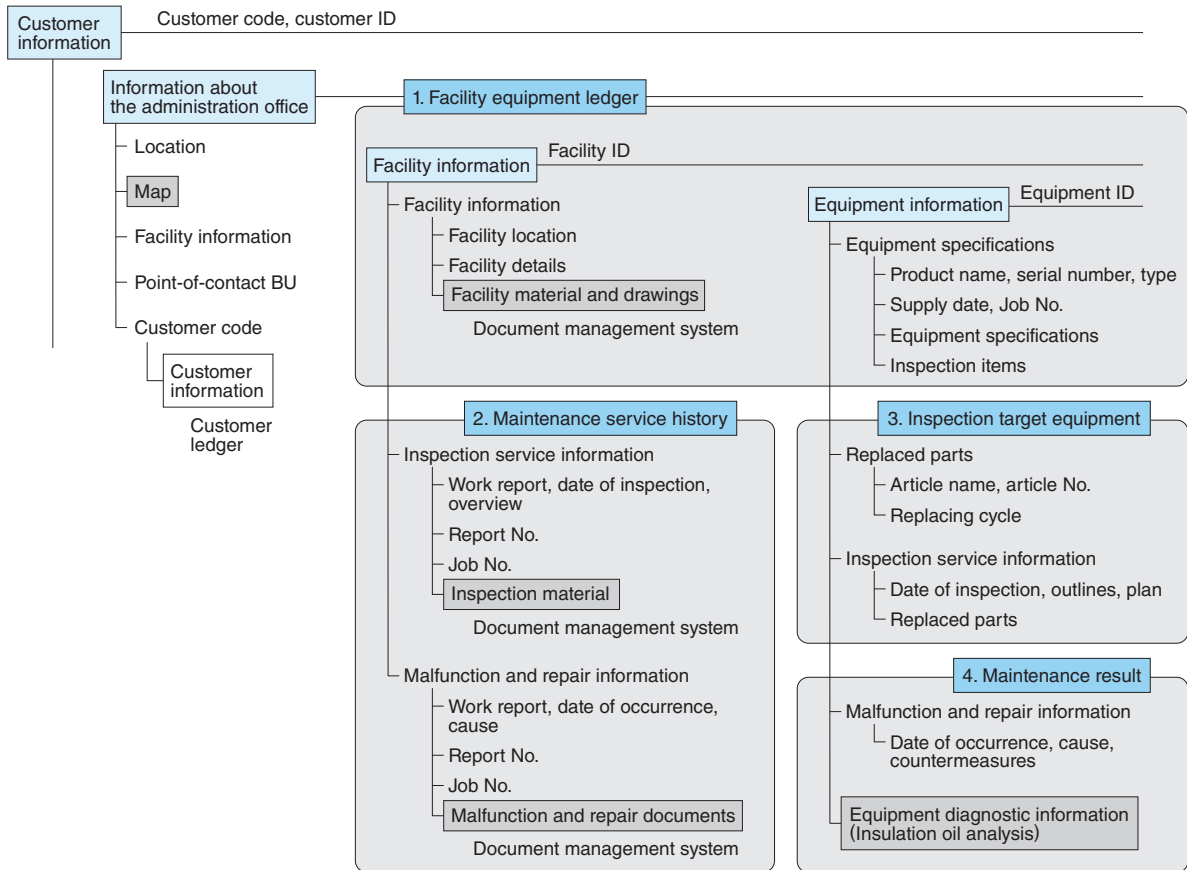 Customer
information
Customer code, customer ID
Information about
the administration office
Location
Map
Facility information
Point-of-contact BU
Customer code
Customer
information
Customer
ledger
1. Facility equipment ledger
Facility information
Facility ID
Facility information
Facility location
Facility details
Facility material and drawings
Document management system
Equipment information
Equipment ID
Equipment specifications
Product name, serial number, type
Supply date, Job No.
Equipment specifications
Inspection items
2. Maintenance service history
Inspection service information
Work report, date of inspection,
overview
Report No.
Job No.
Inspection material
Document management system
Malfunction and repair information
Work report, date of occurrence,
cause
Report No.
Job No.
Malfunction and repair documents
Document management system
3. Inspection target equipment
Replaced parts
Article name, article No.
Replacing cycle
Inspection service information
Date of inspection, outlines, plan
Replaced parts
4. Maintenance result
Malfunction and repair information
Date of occurrence, cause,
countermeasures
Equipment diagnostic information
(Insulation oil analysis)